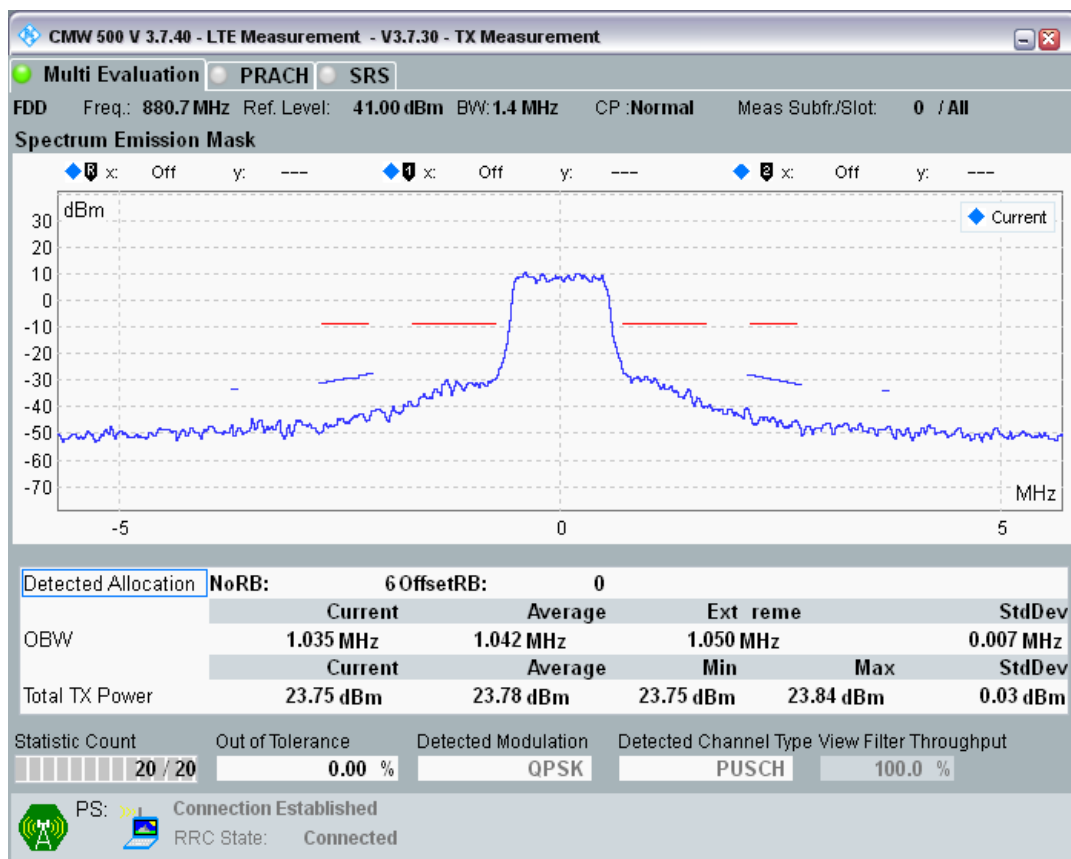 CMW 500 V 3.7.40 - LTE Measurement - V3.7.30 - TX Measurement
Multi Evaluation PRACH SRS
FDD Freq.: 880.7 MHz Ref. Level: 41.00 dBm BW: 1.4 MHz CP :Normal Meas Subfr./Slot: 0 / All
Spectrum Emission Mask
R x: Off y: --- 1 x: Off y: --- 2 x: Off y: ---
dBm
Current
30
20
10
0
-10
-20
-30
-40
-50
-60
-70
MHz
-5 0 5
Detected Allocation NoRB: 6 OffsetRB: 0
Current Average Ext reme StdDev
OBW 1.035 MHz 1.042 MHz 1.050 MHz 0.007 MHz
Current Average Min Max StdDev
Total TX Power 23.75 dBm 23.78 dBm 23.75 dBm 23.84 dBm 0.03 dBm
Statistic Count Out of Tolerance Detected Modulation Detected Channel Type View Filter Throughput
20 / 20 0.00 % QPSK PUSCH 100.0 %
PS: Connection Established
RRC State: Connected